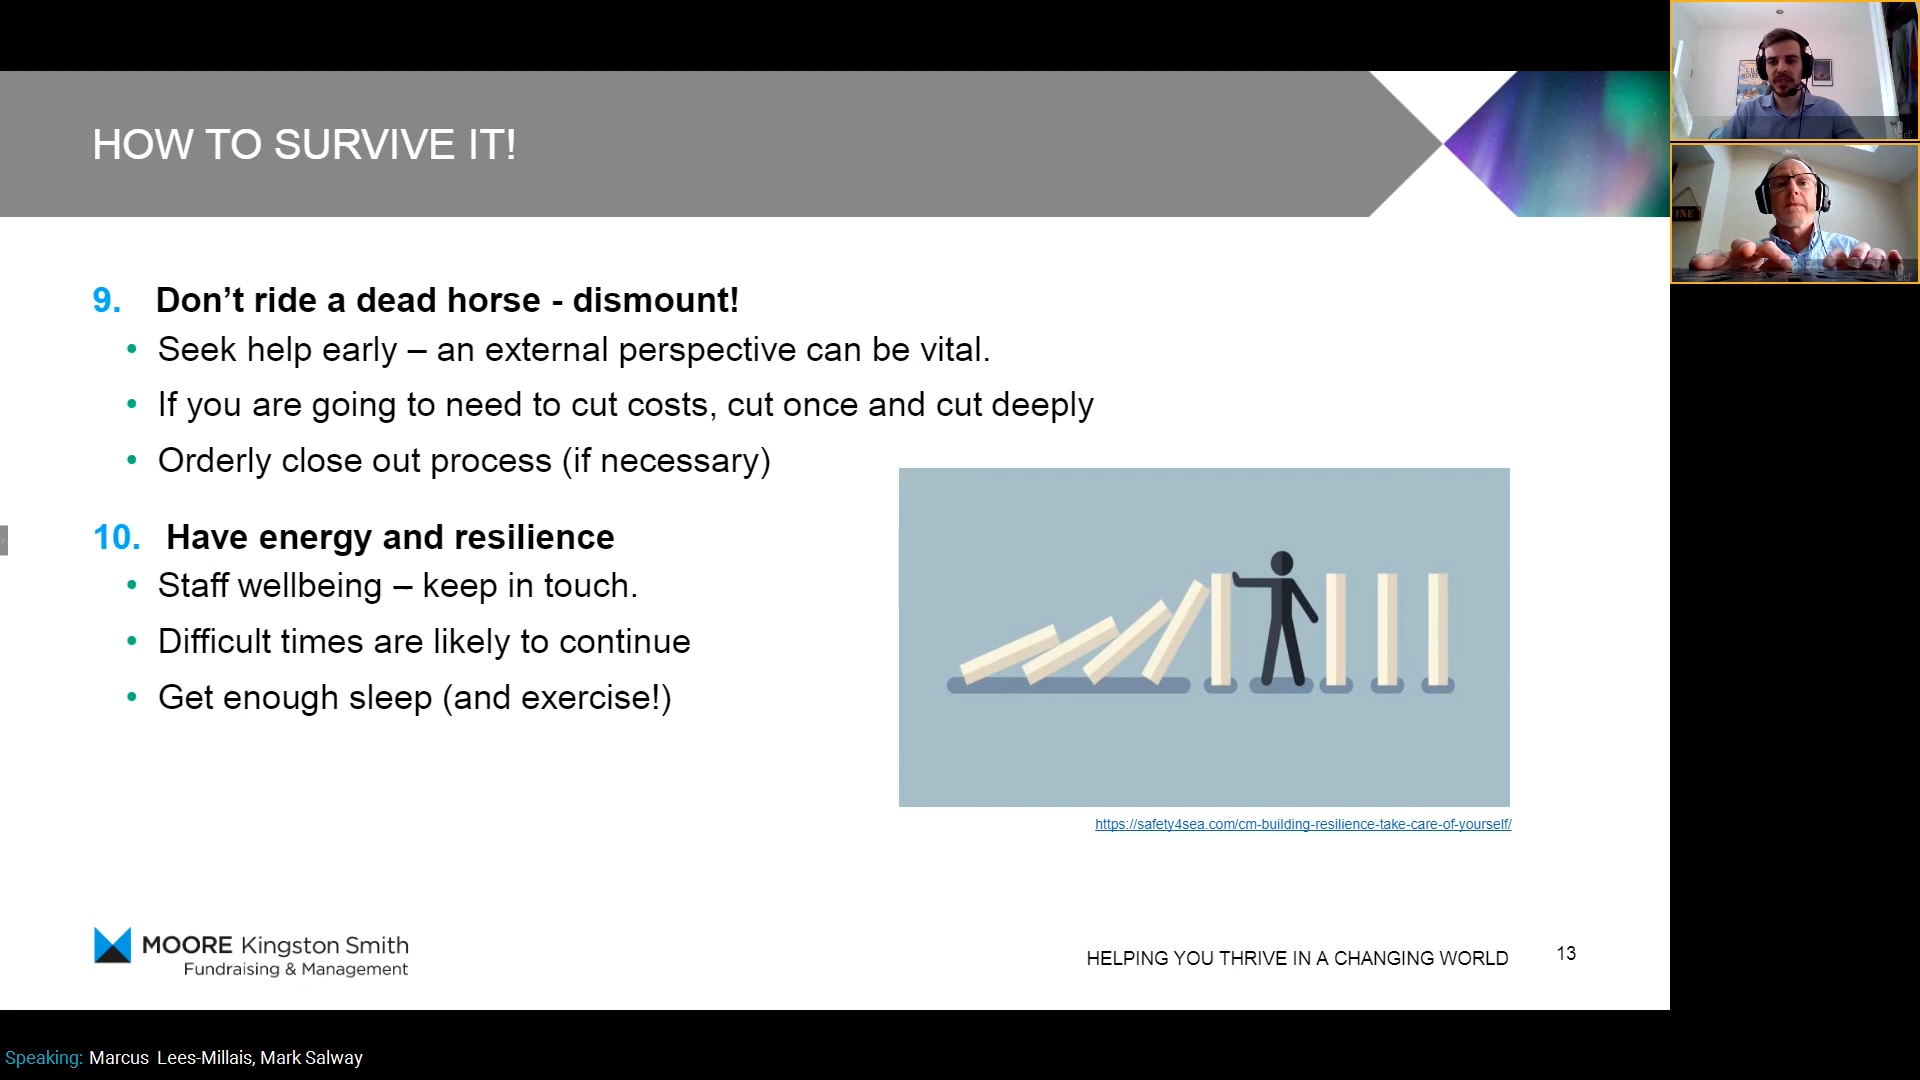 HOW TO SURVIVE IT!
9. Don’t ride a dead horse - dismount!
• Seek help early – an external perspective can be vital.
• If you are going to need to cut costs, cut once and cut deeply
• Orderly close out process (if necessary)
10. Have energy and resilience
• Staff wellbeing – keep in touch.
• Difficult times are likely to continue
• Get enough sleep (and exercise!)
https://safety4sea.com/cm-building-resilience-take-care-of-yourself/
MOORE Kingston Smith
Fundraising & Management
HELPING YOU THRIVE IN A CHANGING WORLD
13
Speaking: Marcus Lees-Millais, Mark Salway